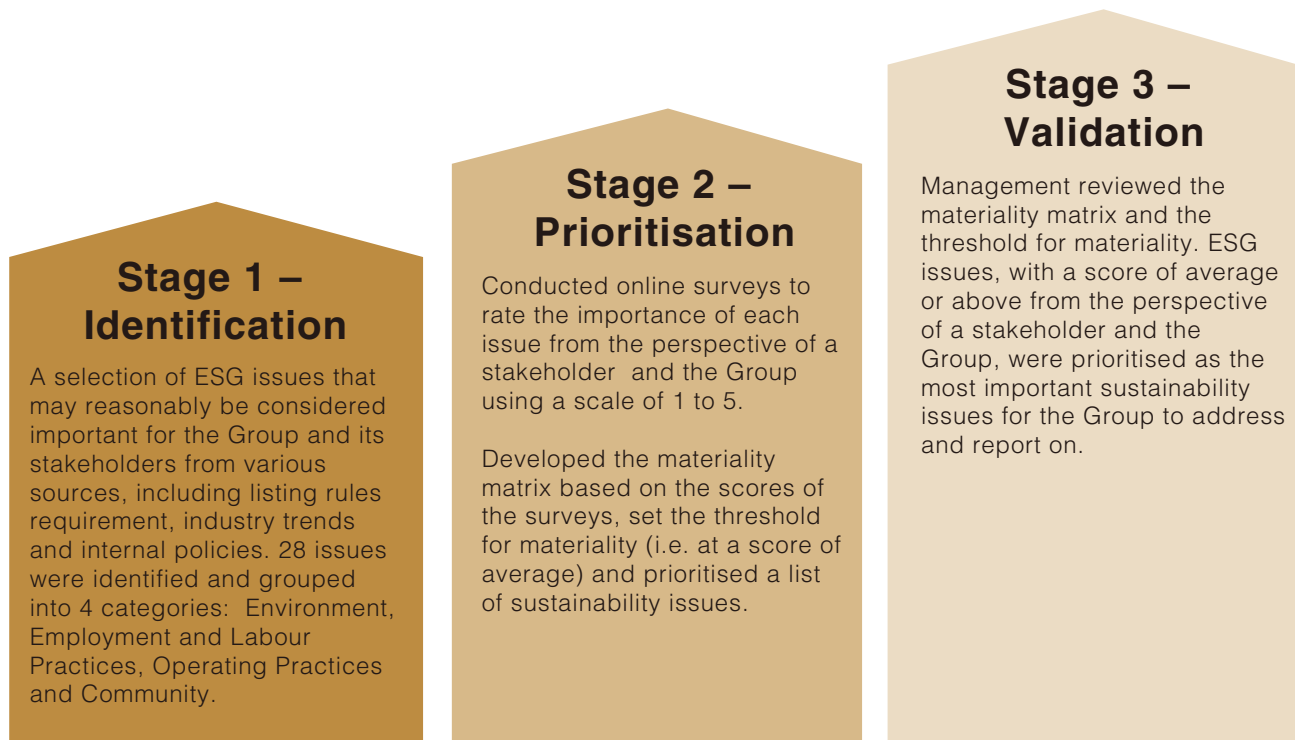 Stage 1 –
Identification
A selection of ESG issues that
may reasonably be considered
important for the Group and its
stakeholders from various
sources, including listing rules
requirement, industry trends
and internal policies. 28 issues
were identified and grouped
into 4 categories:  Environment,
Employment and Labour
Practices, Operating Practices
and Community.
Stage 2 –
Prioritisation
Conducted online surveys to
rate the importance of each
issue from the perspective of a
stakeholder  and the Group
using a scale of 1 to 5.
Developed the materiality
matrix based on the scores of
the surveys, set the threshold
for materiality (i.e. at a score of
average) and prioritised a list
of sustainability issues.
Stage 3 –
Validation
Management reviewed the
materiality matrix and the
threshold for materiality. ESG
issues, with a score of average
or above from the perspective
of a stakeholder and the
Group, were prioritised as the
most important sustainability
issues for the Group to address
and report on.